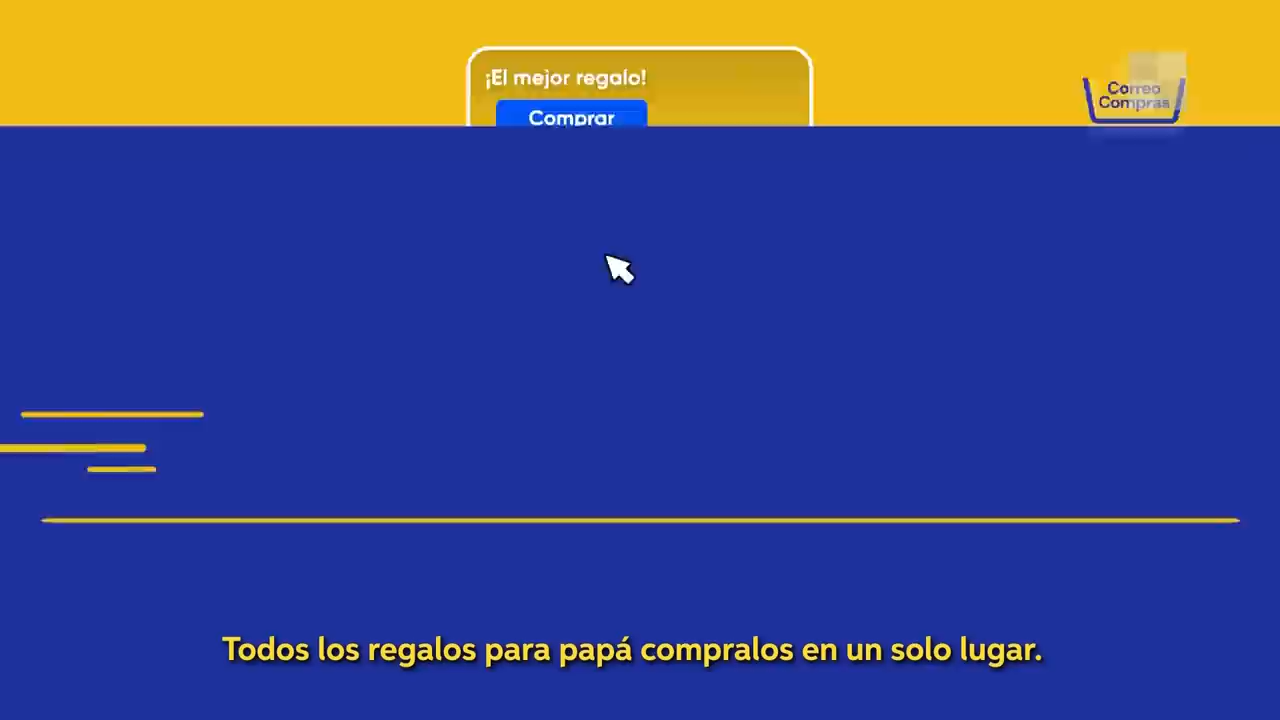 ¡El mejor regalo!
Comprar
Correo
Compras
Todos los regalos para papá compralos en un solo lugar.